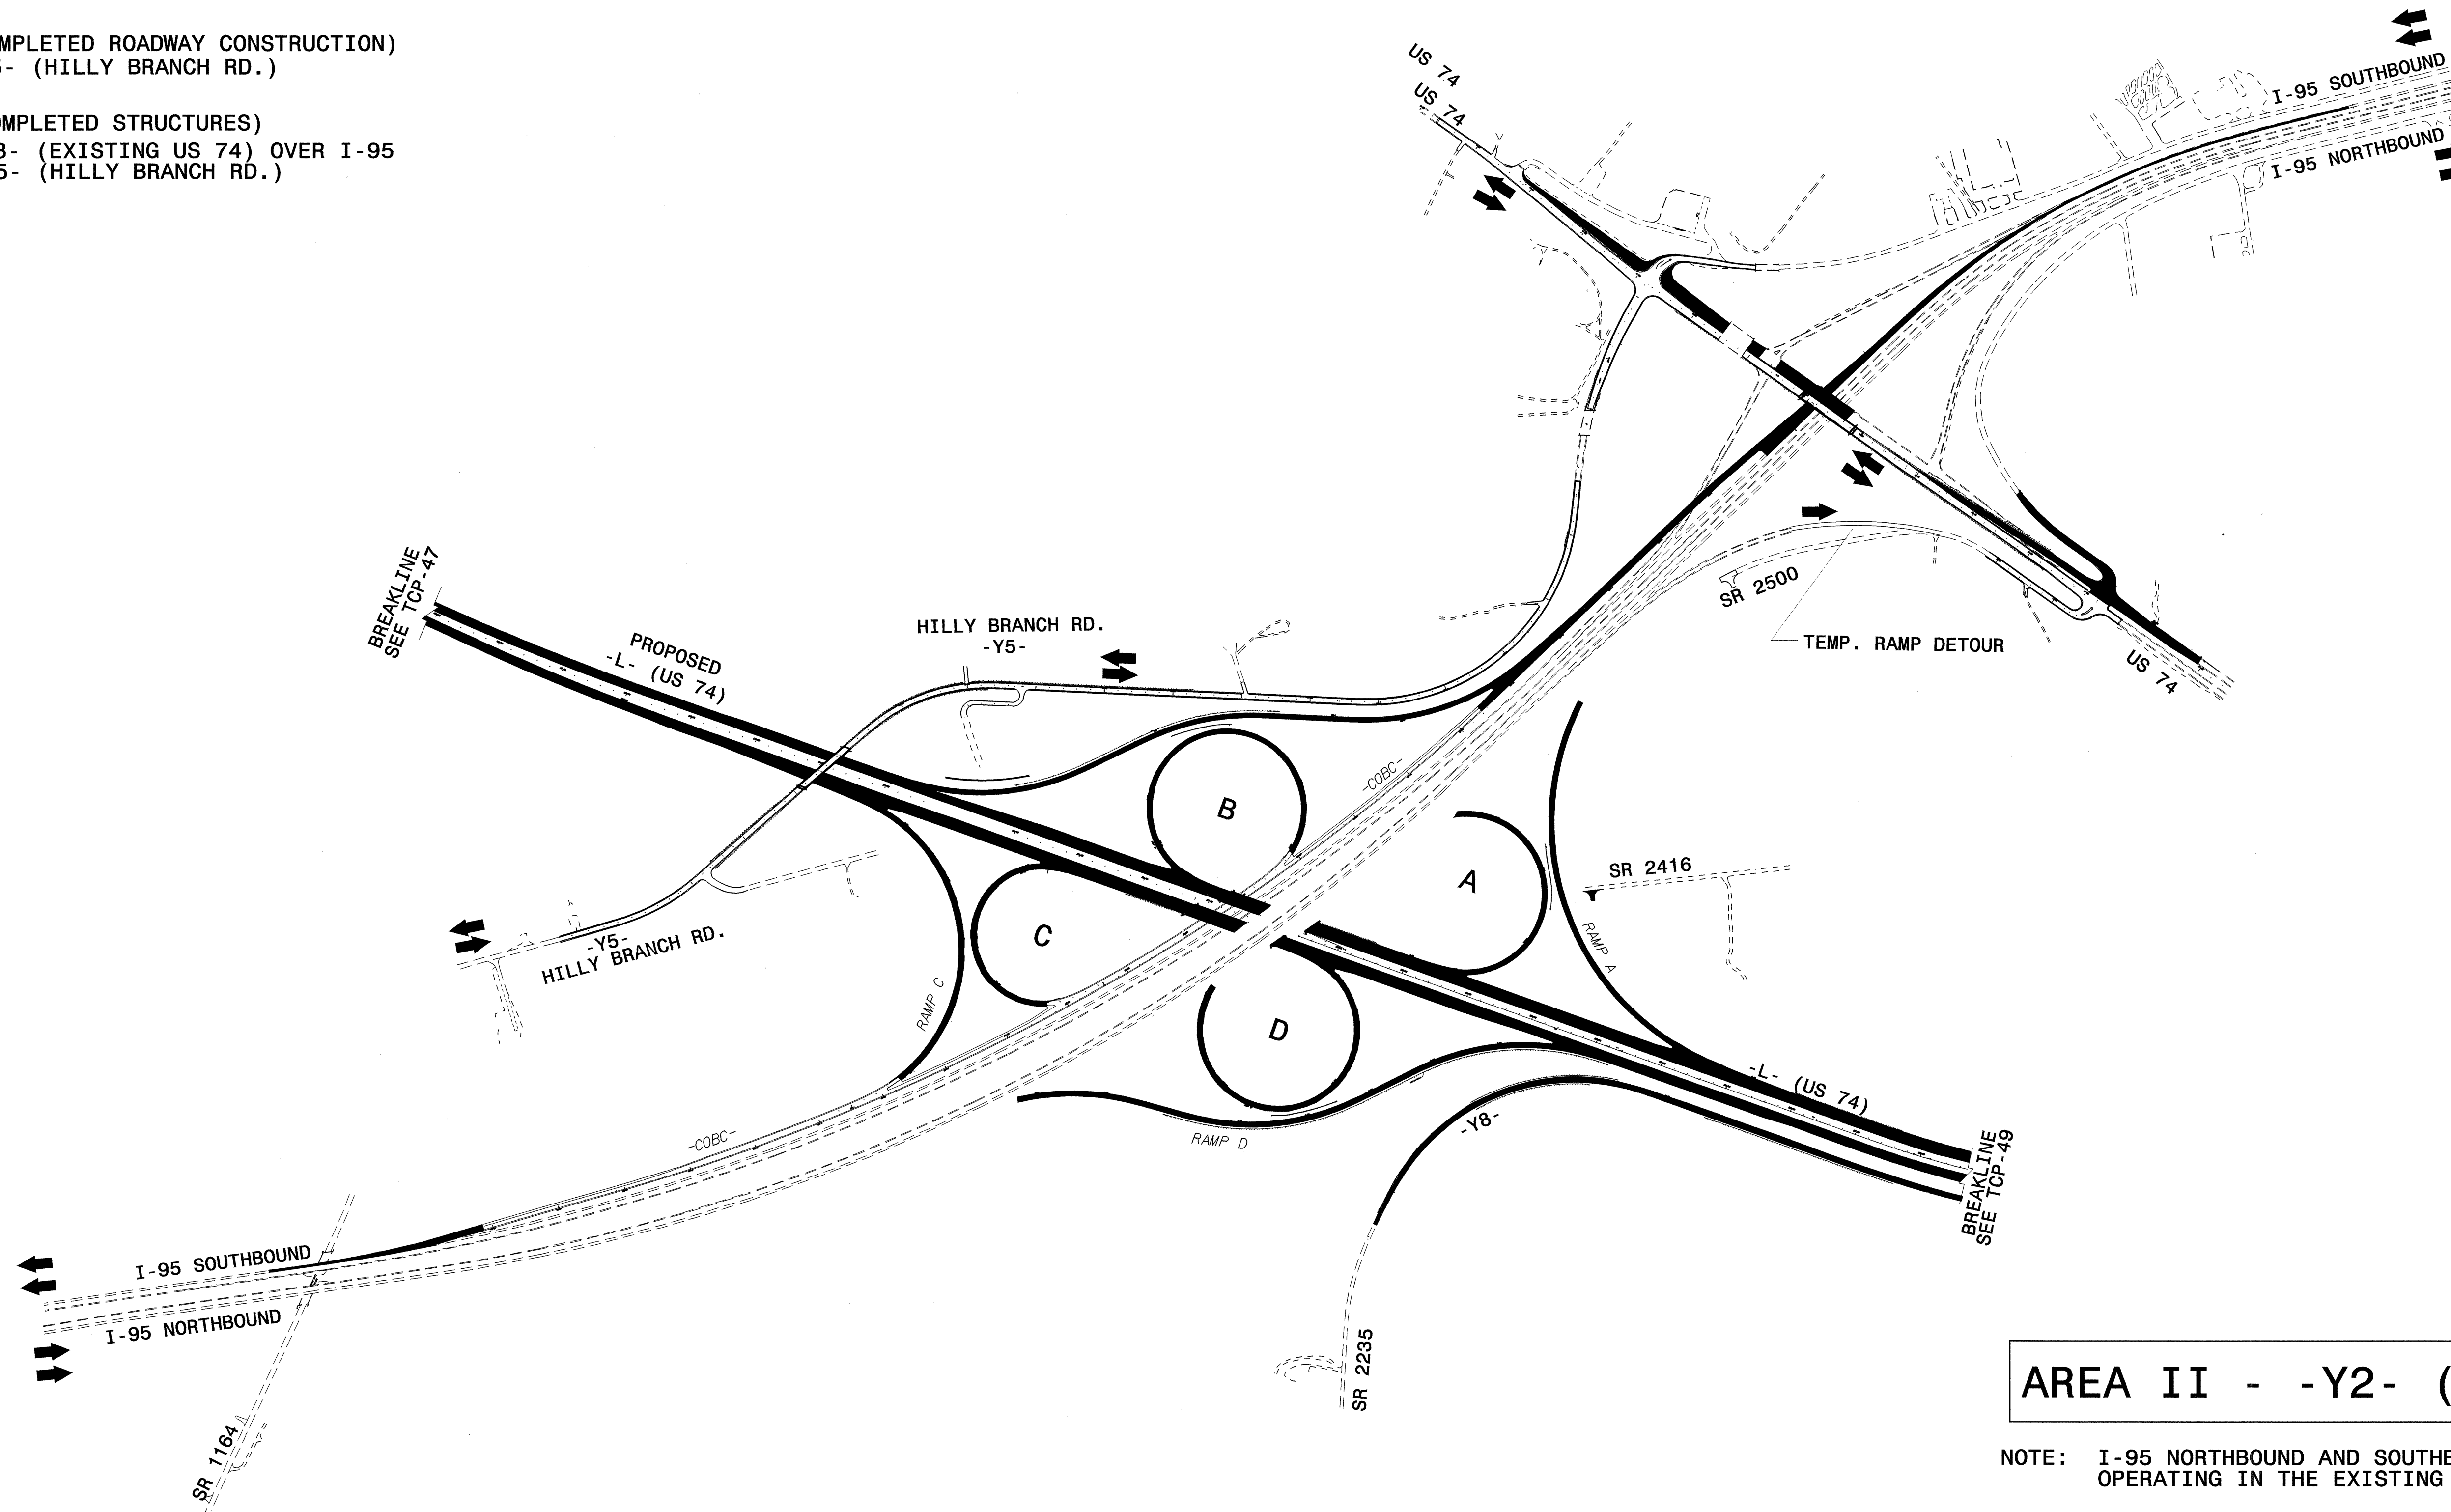 MPLETED ROADWAY CONSTRUCTION)
- (HILLY BRANCH RD.)
MPLETED STRUCTURES)
- (EXISTING US 74) OVER I-95
- (HILLY BRANCH RD.)
US 74
US 74
I-95 SOUTHBOUND
I-95 NORTHBOUND
SR 2500
TEMP. RAMP DETOUR
US 74
BREAKLINE
SEE TCP-47
PROPOSED
-L- (US 74)
HILLY BRANCH RD.
-Y5-
-COBC-
B
A
SR 2416
RAMP A
C
-Y5-
HILLY BRANCH RD.
RAMP C
D
-L- (US 74)
-Y8-
RAMP D
-COBC-
BREAKLINE
SEE TCP-49
I-95 SOUTHBOUND
I-95 NORTHBOUND
SR 2235
SR 1164
AREA II - -Y2- (
NOTE: I-95 NORTHBOUND AND SOUTHB
OPERATING IN THE EXISTING